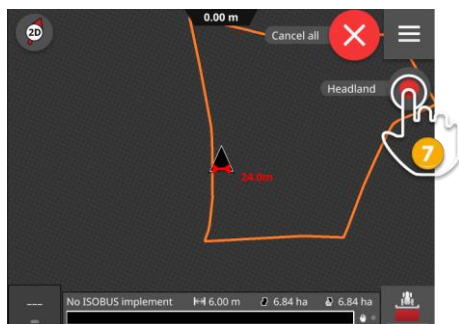 0.00 m
2D
Cancel all
Headland
7
24.0m
---
No ISOBUS implement 6.00 m 6.84 ha 6.84 ha